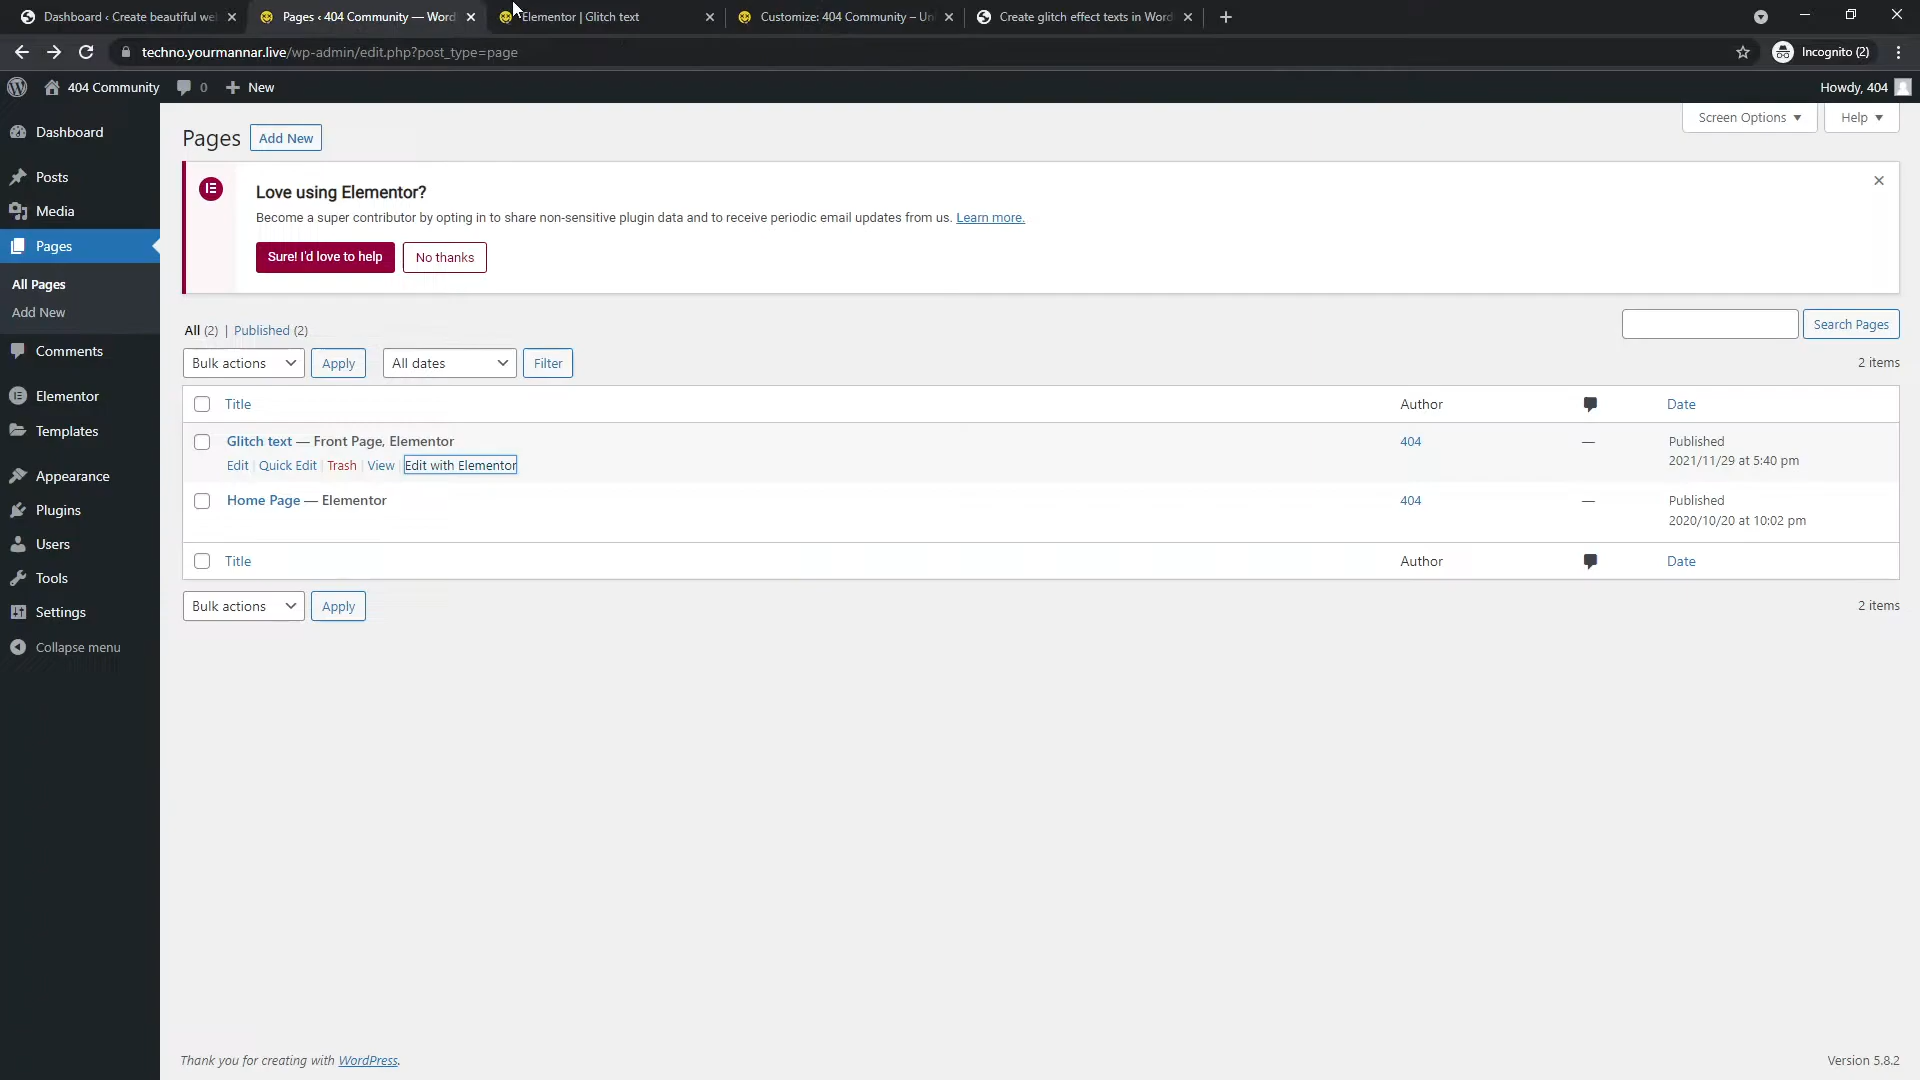 Dashboard ‹ Create beautiful we
Pages ‹ 404 Community — Word
Elementor | Glitch text
Customize: 404 Community – Un
Create glitch effect texts in Word
techno.yourmannar.live/wp-admin/edit.php?post_type=page
Incognito (2)
404 Community
0
New
Howdy, 404
Dashboard
Posts
Media
Pages
All Pages
Add New
Comments
Elementor
Templates
Appearance
Plugins
Users
Tools
Settings
Collapse menu
Screen Options
Help
Pages
Add New
Love using Elementor?
Become a super contributor by opting in to share non-sensitive plugin data and to receive periodic email updates from us. Learn more.
Sure! I'd love to help
No thanks
All (2) | Published (2)
Search Pages
Bulk actions
Apply
All dates
Filter
2 items
Title
Author
Date
Glitch text — Front Page, Elementor
404
—
Published
2021/11/29 at 5:40 pm
Edit | Quick Edit | Trash | View | Edit with Elementor
Home Page — Elementor
404
—
Published
2020/10/20 at 10:02 pm
Title
Author
Date
Bulk actions
Apply
2 items
Thank you for creating with WordPress.
Version 5.8.2